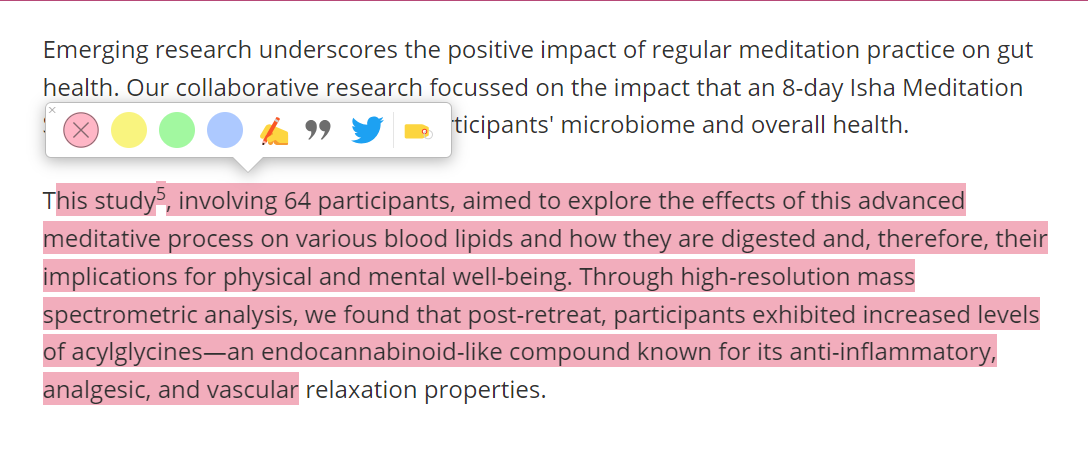 Emerging research underscores the positive impact of regular meditation practice on gut
health. Our collaborative research focussed on the impact that an 8-day Isha Meditation
participants' microbiome and overall health.
This study5, involving 64 participants, aimed to explore the effects of this advanced
meditative process on various blood lipids and how they are digested and, therefore, their
implications for physical and mental well-being. Through high-resolution mass
spectrometric analysis, we found that post-retreat, participants exhibited increased levels
of acylglycines—an endocannabinoid-like compound known for its anti-inflammatory,
analgesic, and vascular relaxation properties.